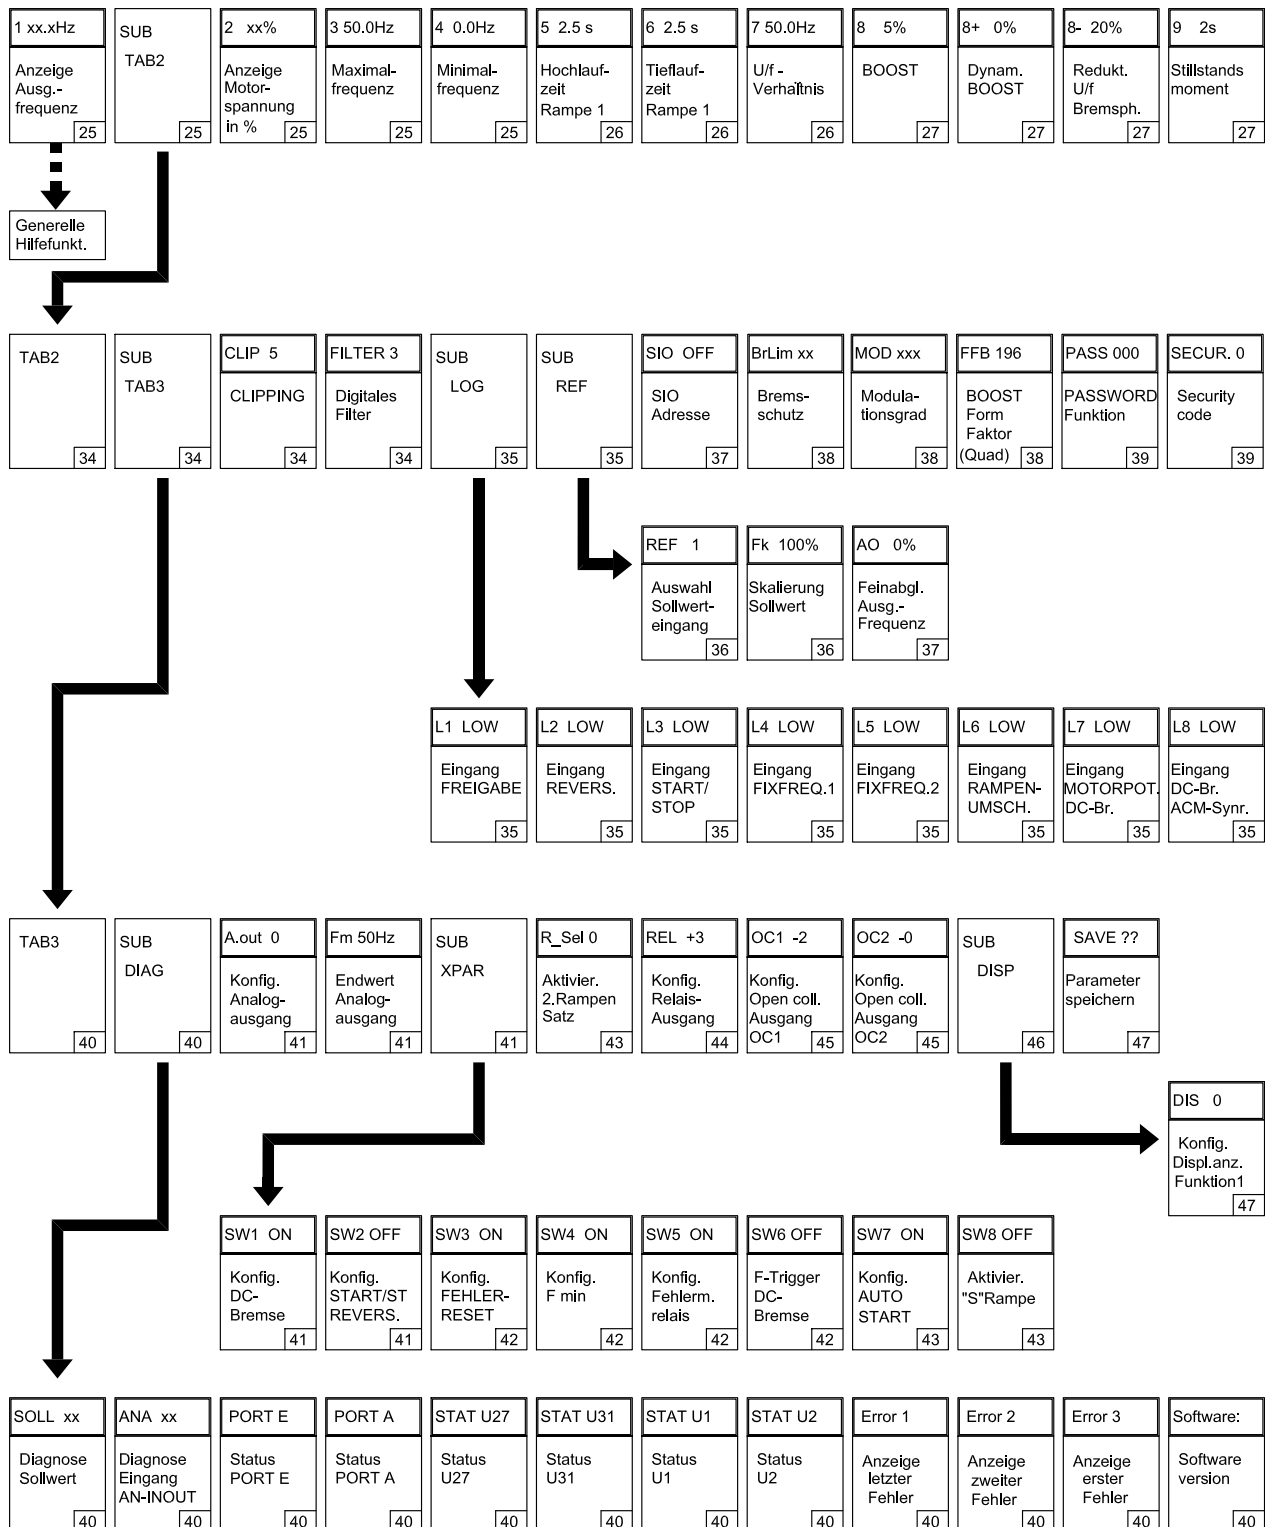 1 xx.xHz
Anzeige
Ausg.-
frequenz
25
SUB
TAB2
25
2 xx%
Anzeige
Motor-
spannung
in %
25
3 50.0Hz
Maximal-
frequenz
25
4 0.0Hz
Minimal-
frequenz
25
5 2.5 s
Hochlauf-
zeit
Rampe 1
26
6 2.5 s
Tieflauf-
zeit
Rampe 1
26
7 50.0Hz
U/f -
Verhältnis
26
8 5%
BOOST
27
8+ 0%
Dynam.
BOOST
27
8- 20%
Redukt.
U/f
Bremsph.
27
9 2s
Stillstands
moment
27
Generelle
Hilfefunkt.
TAB2
34
SUB
TAB3
34
CLIP 5
CLIPPING
34
FILTER 3
Digitales
Filter
34
SUB
LOG
35
SUB
REF
35
SIO OFF
SIO
Adresse
37
BrLim xx
Brems-
schutz
38
MOD xxx
Modula-
tionsgrad
38
FFB 196
BOOST
Form
Faktor
(Quad)
38
PASS 000
PASSWORD
Funktion
39
SECUR. 0
Security
code
39
REF 1
Auswahl
Sollwert-
eingang
36
Fk 100%
Skalierung
Sollwert
36
AO 0%
Feinabgl.
Ausg.-
Frequenz
37
L1 LOW
Eingang
FREIGABE
35
L2 LOW
Eingang
REVERS.
35
L3 LOW
Eingang
START/
STOP
35
L4 LOW
Eingang
FIXFREQ.1
35
L5 LOW
Eingang
FIXFREQ.2
35
L6 LOW
Eingang
RAMPEN-
UMSCH.
35
L7 LOW
Eingang
MOTORPOT.
DC-Br.
35
L8 LOW
Eingang
DC-Br.
ACM-Synr.
35
TAB3
40
SUB
DIAG
40
A.out 0
Konfig.
Analog-
ausgang
41
Fm 50Hz
Endwert
Analog-
ausgang
41
SUB
XPAR
41
R_Sel 0
Aktivier.
2.Rampen
Satz
43
REL +3
Konfig.
Relais-
Ausgang
44
OC1 -2
Konfig.
Open coll.
Ausgang
OC1
45
OC2 -0
Konfig.
Open coll.
Ausgang
OC2
45
SUB
DISP
46
SAVE ??
Parameter
speichern
47
DIS 0
Konfig.
Displ.anz.
Funktion1
47
SW1 ON
Konfig.
DC-
Bremse
41
SW2 OFF
Konfig.
START/ST
REVERS.
41
SW3 ON
Konfig.
FEHLER-
RESET
42
SW4 ON
Konfig.
F min
42
SW5 ON
Konfig.
Fehlerm.
relais
42
SW6 OFF
F-Trigger
DC-
Bremse
42
SW7 ON
Konfig.
AUTO
START
43
SW8 OFF
Aktivier.
"S"Rampe
43
SOLL xx
Diagnose
Sollwert
40
ANA xx
Diagnose
Eingang
AN-INOUT
40
PORT E
Status
PORT E
40
PORT A
Status
PORT A
40
STAT U27
Status
U27
40
STAT U31
Status
U31
40
STAT U1
Status
U1
40
STAT U2
Status
U2
40
Error 1
Anzeige
letzter
Fehler
40
Error 2
Anzeige
zweiter
Fehler
40
Error 3
Anzeige
erster
Fehler
40
Software:
Software
version
40